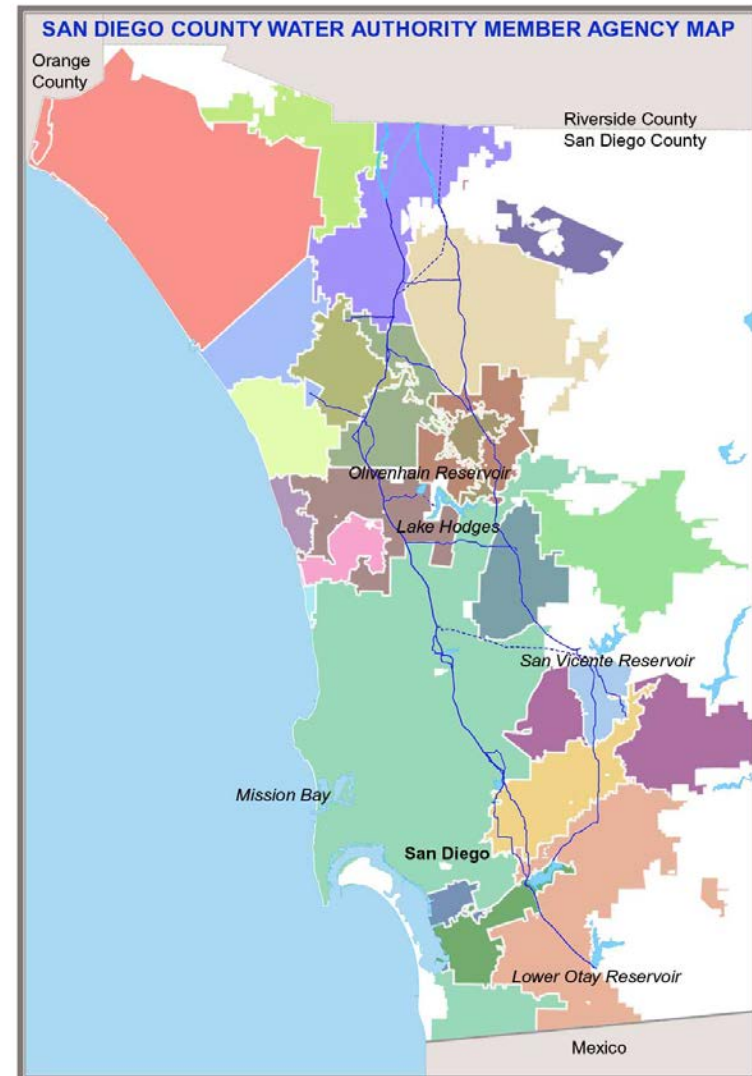 SAN DIEGO COUNTY WATER AUTHORITY MEMBER AGENCY MAP
Orange
County
Riverside County
San Diego County
Olivenhain Reservoir
Lake Hodges
San Vicente Reservoir
Mission Bay
San Diego
Lower Otay Reservoir
Mexico